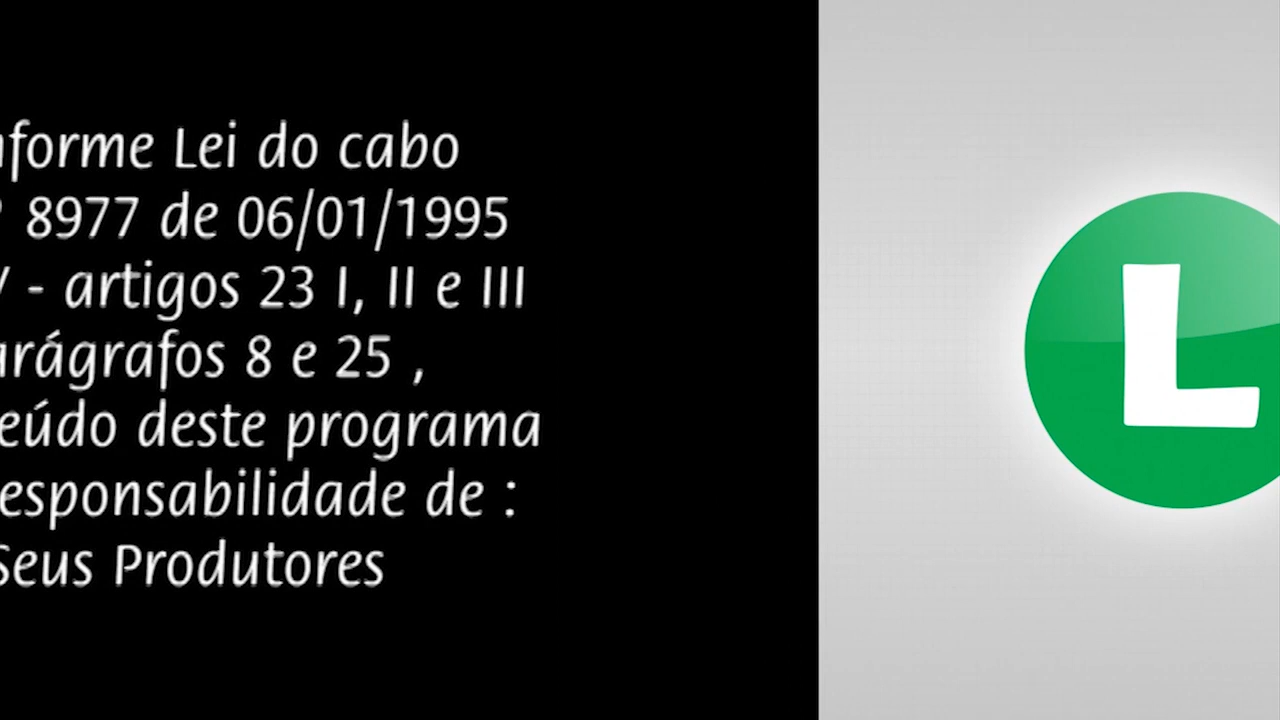 nforme Lei do cabo
8977 de 06/01/1995
- artigos 23 I, II e III
arágrafos 8 e 25 ,
eúdo deste programa
esponsabilidade de :
Seus Produtores
L